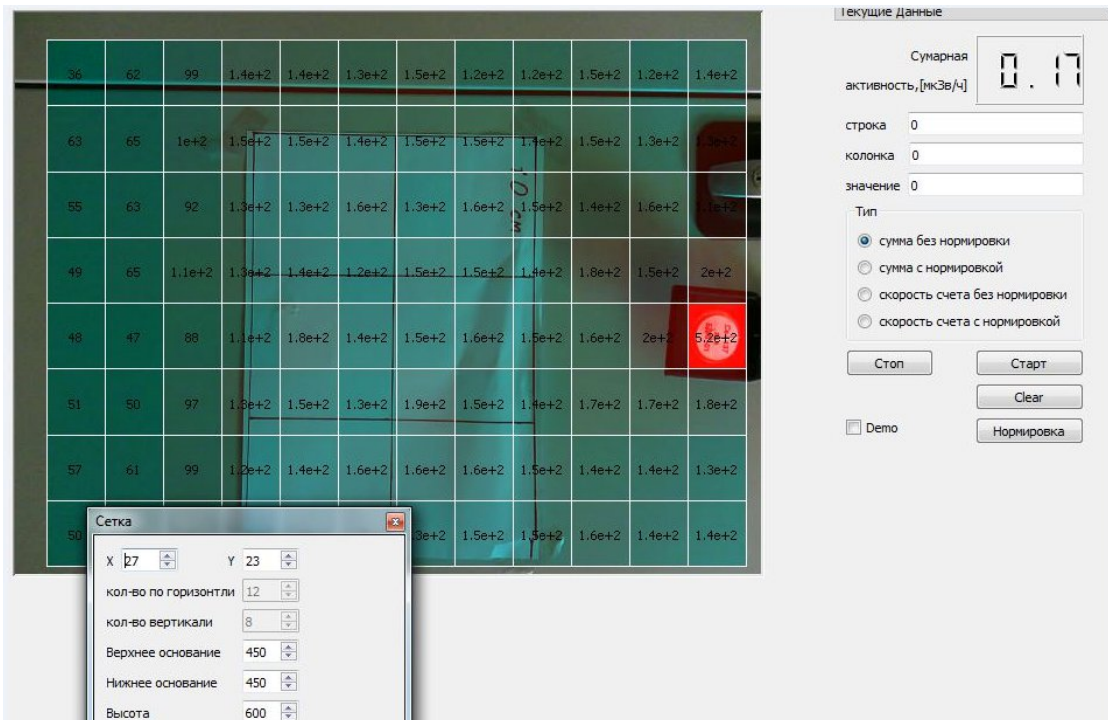 Текущие Данные
36 62 99 1.4e+2 1.4e+2 1.3e+2 1.5e+2 1.2e+2 1.2e+2 1.5e+2 1.2e+2 1.4e+2
Сумарная
активность,[мкЗв/ч]
0.17
63 65 1e+2 1.5e+2 1.5e+2 1.4e+2 1.5e+2 1.5e+2 1.4e+2 1.5e+2 1.3e+2 1.3e+2
строка 0
колонка 0
значение 0
10 см
55 63 92 1.3e+2 1.3e+2 1.6e+2 1.3e+2 1.6e+2 1.5e+2 1.4e+2 1.6e+2 1.1e+2
Тип
сумма без нормировки
сумма с нормировкой
скорость счета без нормировки
скорость счета с нормировкой
49 65 1.1e+2 1.3e+2 1.4e+2 1.2e+2 1.5e+2 1.5e+2 1.4e+2 1.8e+2 1.5e+2 2e+2
48 47 88 1.1e+2 1.8e+2 1.4e+2 1.5e+2 1.6e+2 1.5e+2 1.6e+2 2e+2 5.2e+2
Стоп Старт
Clear
51 50 97 1.3e+2 1.5e+2 1.3e+2 1.9e+2 1.5e+2 1.4e+2 1.7e+2 1.7e+2 1.8e+2
Demo Нормировка
57 61 99 1.2e+2 1.4e+2 1.6e+2 1.6e+2 1.6e+2 1.5e+2 1.4e+2 1.4e+2 1.3e+2
50 1.5e+2 1.5e+2 1.6e+2 1.4e+2 1.4e+2
Сетка
X 27 Y 23
кол-во по горизонтли 12
кол-во вертикали 8
Верхнее основание 450
Нижнее основание 450
Высота 600